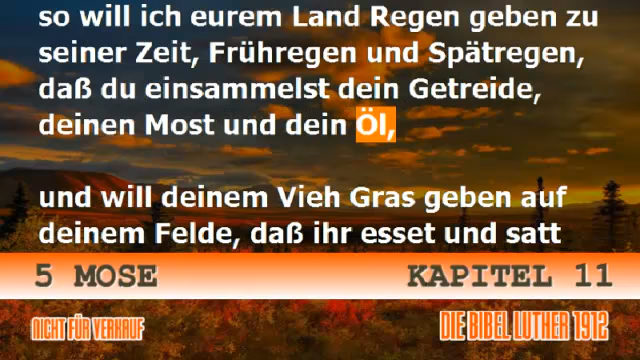 so will ich eurem Land Regen geben zu
seiner Zeit, Frühregen und Spätregen,
daß du einsammelst dein Getreide,
deinen Most und dein Öl,
und will deinem Vieh Gras geben auf
deinem Felde, daß ihr esset und satt
5 MOSE KAPITEL 11
NICHT FÜR VERKAUF DIE BIBEL LUTHER 1912